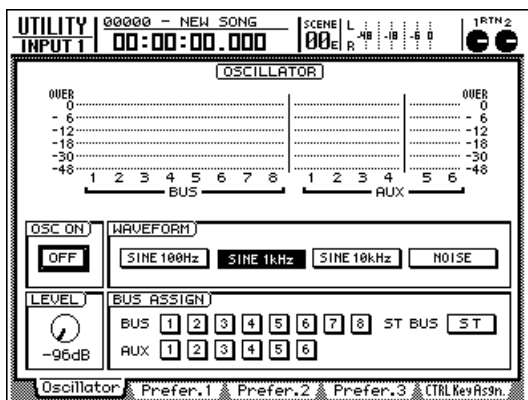 UTILITY 00000 - NEW SONG SCENE L -48 -18 -6 0 1 RTN 2
INPUT 1 00:00:00.000 00E R
OSCILLATOR
OVER OVER
0 0
- 6 - 6
-12 -12
-18 -18
-30 -30
-48 -48
1 2 3 4 5 6 7 8 1 2 3 4 5 6
BUS AUX
OSC ON WAVEFORM
OFF SINE 100Hz SINE 1kHz SINE 10kHz NOISE
LEVEL BUS ASSIGN
BUS 1 2 3 4 5 6 7 8 ST BUS ST
-96dB AUX 1 2 3 4 5 6
Oscillator Prefer.1 Prefer.2 Prefer.3 CTRL KeyAsgn.